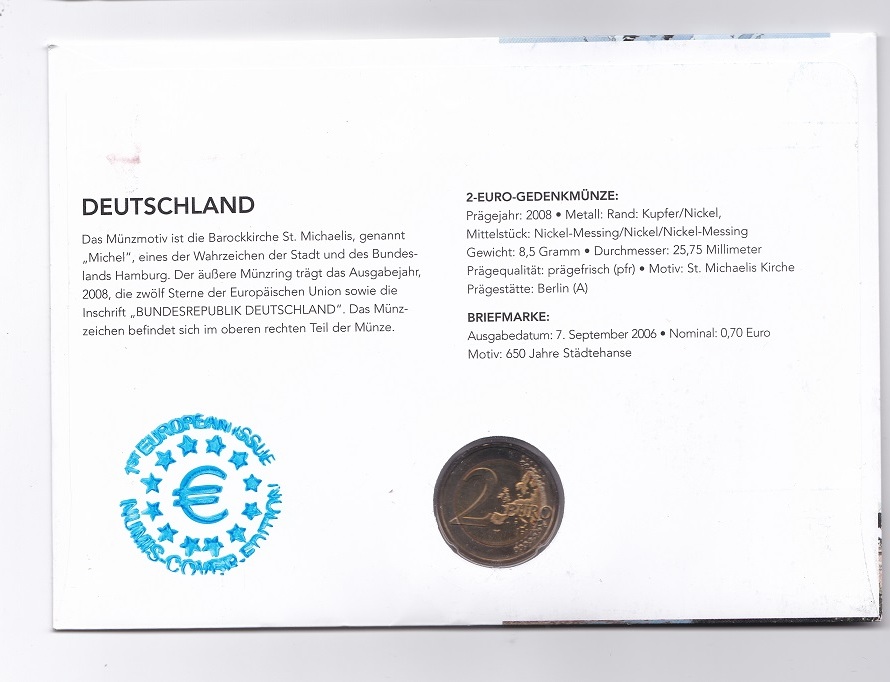 DEUTSCHLAND
Das Münzmotiv ist die Barockkirche St. Michaelis, genannt
„Michel“, eines der Wahrzeichen der Stadt und des Bundes-
lands Hamburg. Der äußere Münzring trägt das Ausgabejahr,
2008, die zwölf Sterne der Europäischen Union sowie die
Inschrift „BUNDESREPUBLIK DEUTSCHLAND“. Das Münz-
zeichen befindet sich im oberen rechten Teil der Münze.
2-EURO-GEDENKMÜNZE:
Prägejahr: 2008 • Metall: Rand: Kupfer/Nickel,
Mittelstück: Nickel-Messing/Nickel/Nickel-Messing
Gewicht: 8,5 Gramm • Durchmesser: 25,75 Millimeter
Prägequalität: prägefrisch (pfr) • Motiv: St. Michaelis Kirche
Prägestätte: Berlin (A)
BRIEFMARKE:
Ausgabedatum: 7. September 2006 • Nominal: 0,70 Euro
Motiv: 650 Jahre Städtehanse
1ST EUROPEAN ISSUE
€
NUMIS-COVER EDITION
2 EURO